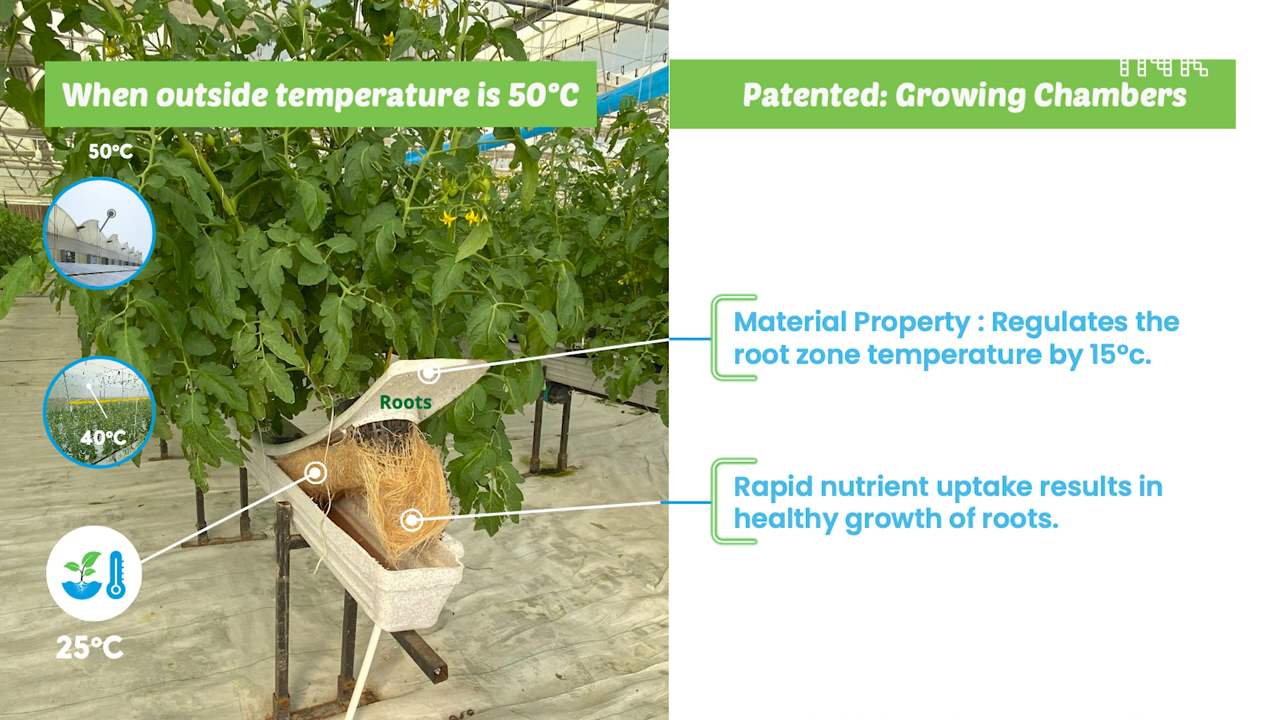 When outside temperature is 50°C
50°C
40°C
25°C
Roots
Patented: Growing Chambers
Material Property : Regulates the
root zone temperature by 15°c.
Rapid nutrient uptake results in
healthy growth of roots.